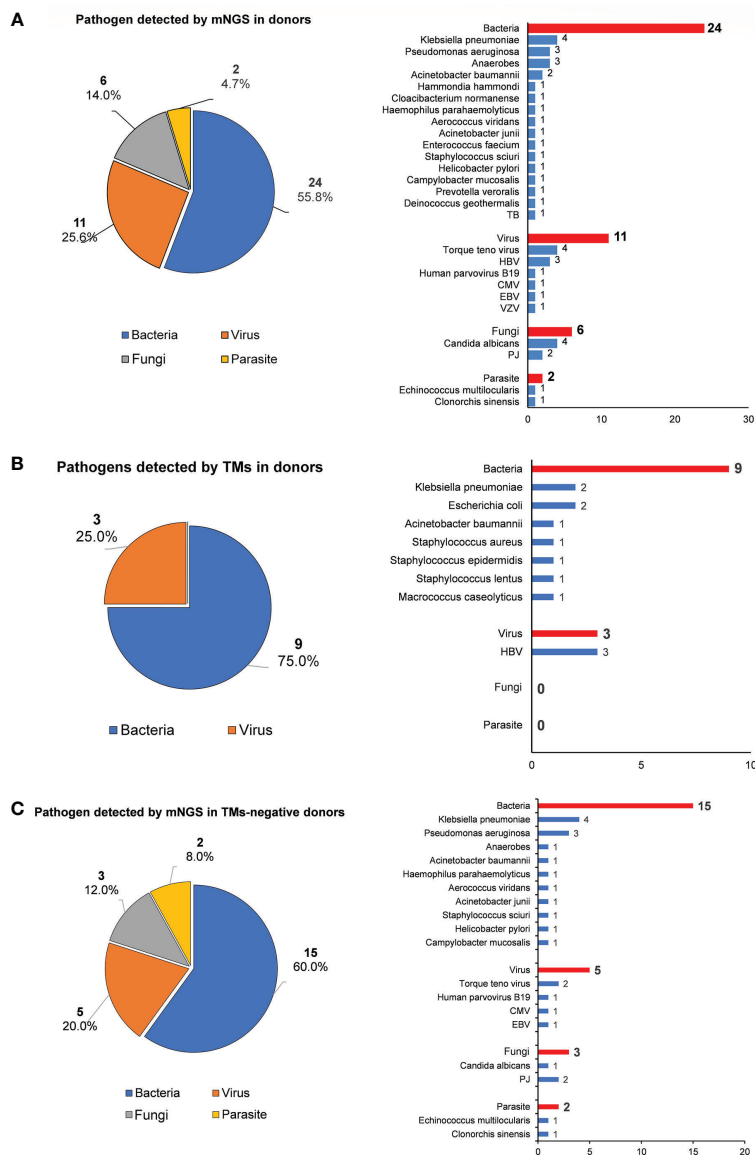 A
Pathogen detected by mNGS in donors
2
4.7%
6
14.0%
24
55.8%
11
25.6%
Bacteria
Virus
Fungi
Parasite
Bacteria 24
Klebsiella pneumoniae 4
Pseudomonas aeruginosa 3
Anaerobes 3
Acinetobacter baumannii 2
Hammondia hammondi 1
Cloacibacterium normanense 1
Haemophilus parahaemolyticus 1
Aerococcus viridans 1
Acinetobacter junii 1
Enterococcus faecium 1
Staphylococcus sciuri 1
Helicobacter pylori 1
Campylobacter mucosalis 1
Prevotella veroralis 1
Deinococcus geothermalis 1
TB 1
Virus 11
Torque teno virus 4
HBV 3
Human parvovirus B19 1
CMV 1
EBV 1
VZV 1
Fungi 6
Candida albicans 4
PJ 2
Parasite 2
Echinococcus multilocularis 1
Clonorchis sinensis 1
0 10 20 30
B
Pathogens detected by TMs in donors
3
25.0%
9
75.0%
Bacteria
Virus
Bacteria 9
Klebsiella pneumoniae 2
Escherichia coli 2
Acinetobacter baumannii 1
Staphylococcus aureus 1
Staphylococcus epidermidis 1
Staphylococcus lentus 1
Macrococcus caseolyticus 1
Virus 3
HBV 3
Fungi 0
Parasite 0
0 5 10
C
Pathogen detected by mNGS in TMs-negative donors
2
8.0%
3
12.0%
15
60.0%
5
20.0%
Bacteria
Virus
Fungi
Parasite
Bacteria 15
Klebsiella pneumoniae 4
Pseudomonas aeruginosa 3
Anaerobes 1
Acinetobacter baumannii 1
Haemophilus parahaemolyticus 1
Aerococcus viridans 1
Acinetobacter junii 1
Staphylococcus sciuri 1
Helicobacter pylori 1
Campylobacter mucosalis 1
Virus 5
Torque teno virus 2
Human parvovirus B19 1
CMV 1
EBV 1
Fungi 3
Candida albicans 1
PJ 2
Parasite 2
Echinococcus multilocularis 1
Clonorchis sinensis 1
0 5 10 15 20